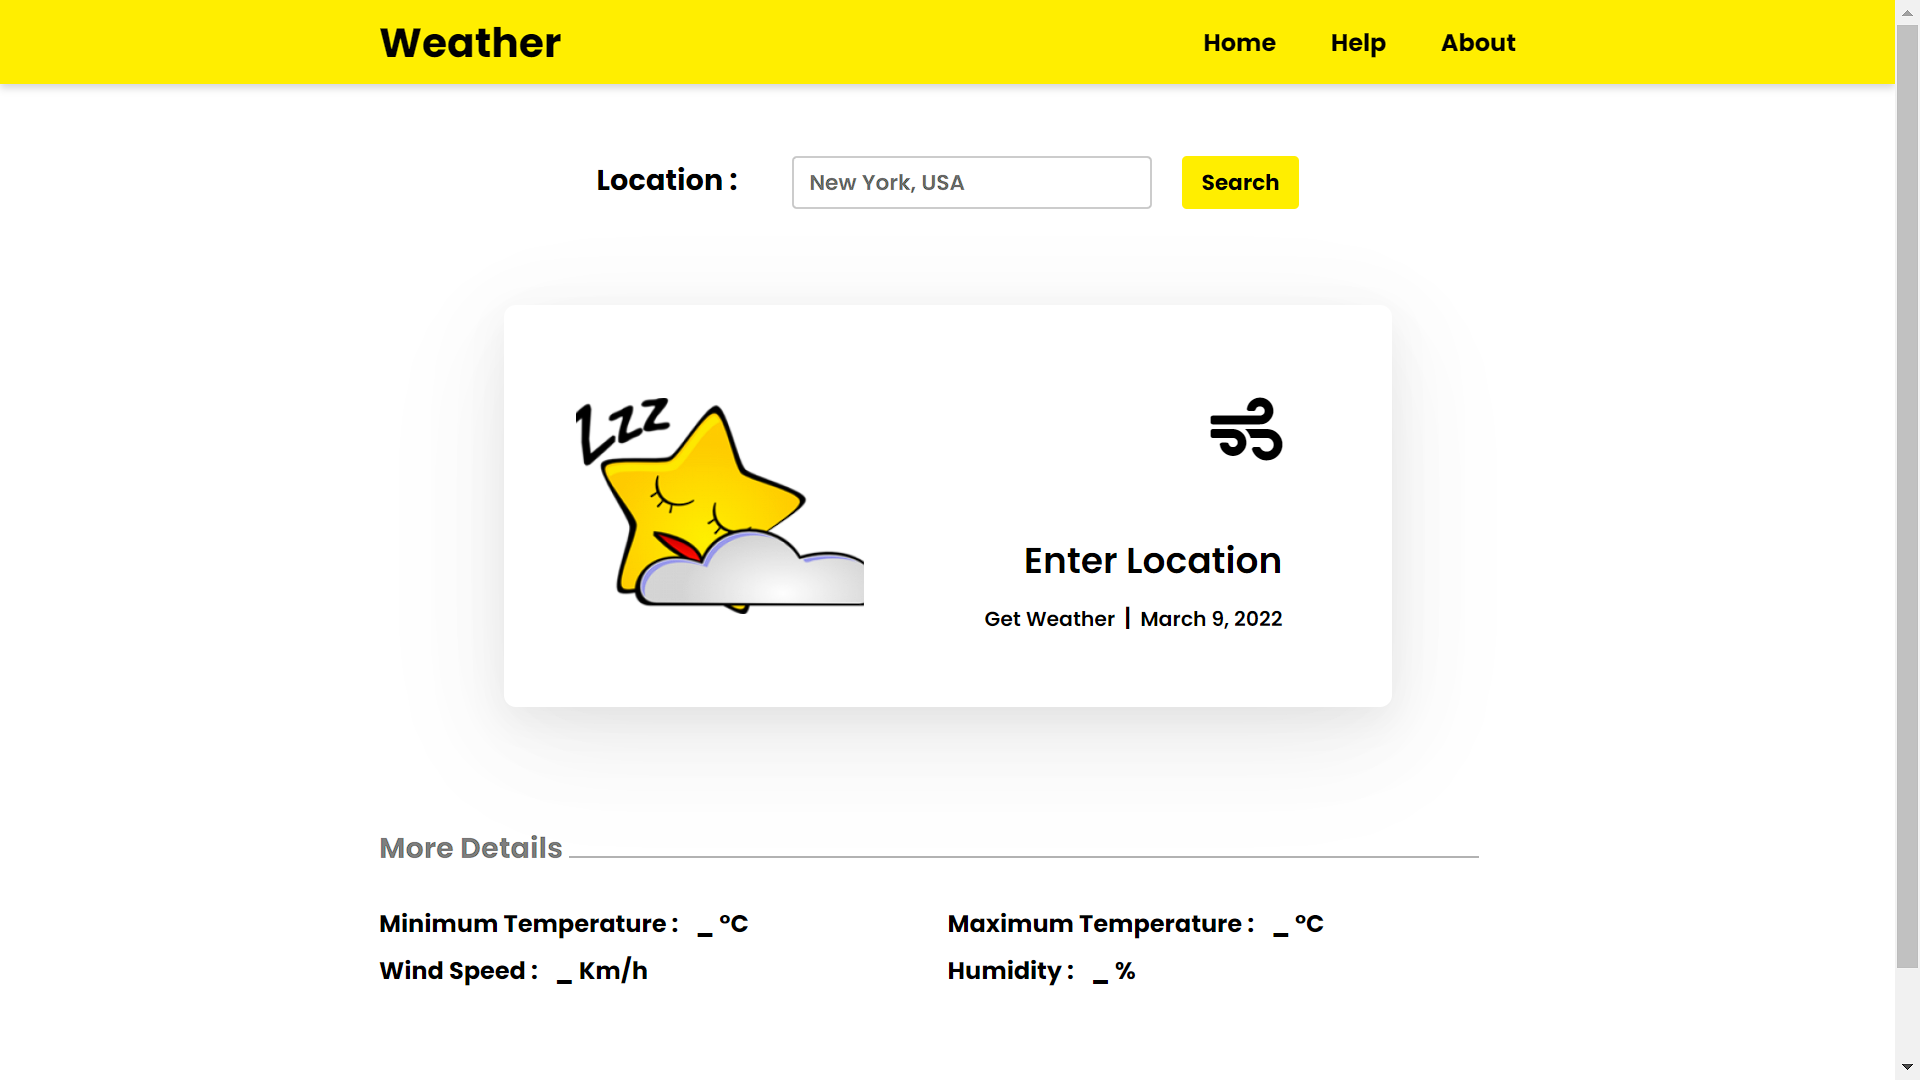 Weather
Home Help About
Location : New York, USA Search
Zzz
Enter Location
Get Weather | March 9, 2022
More Details
Minimum Temperature : _ °C Maximum Temperature : _ °C
Wind Speed : _ Km/h Humidity : _ %